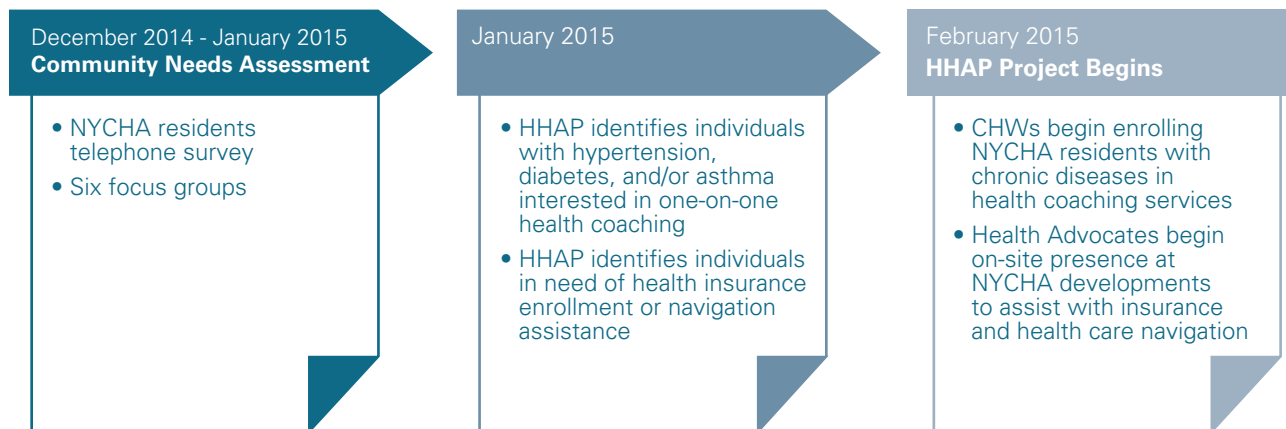 December 2014 - January 2015
Community Needs Assessment
• NYCHA residents
telephone survey
• Six focus groups
January 2015
• HHAP identifies individuals
with hypertension,
diabetes, and/or asthma
interested in one-on-one
health coaching
• HHAP identifies individuals
in need of health insurance
enrollment or navigation
assistance
February 2015
HHAP Project Begins
• CHWs begin enrolling
NYCHA residents with
chronic diseases in
health coaching services
• Health Advocates begin
on-site presence at
NYCHA developments
to assist with insurance
and health care navigation